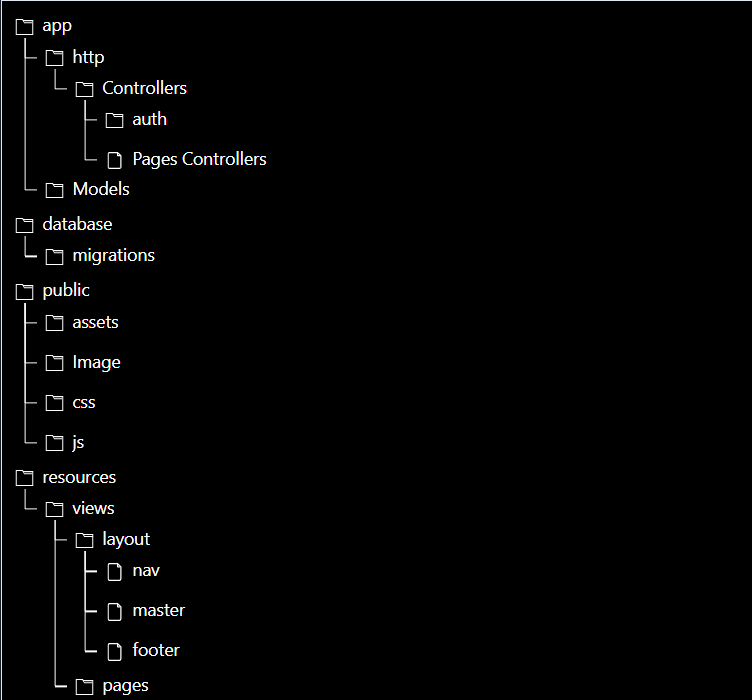 app
http
Controllers
auth
Pages Controllers
Models
database
migrations
public
assets
Image
css
js
resources
views
layout
nav
master
footer
pages